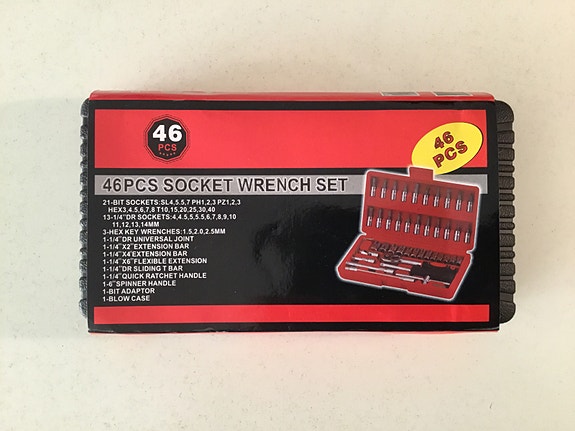 46
PCS
46
PCS
46PCS SOCKET WRENCH SET
21-BIT SOCKETS:SL4,5.5,7 PH1,2,3 PZ1,2,3
HEX3,4,5,6,7,8 T10,15,20,25,30,40
13-1/4"DR SOCKETS:4,4.5,5,5.5,6,7,8,9,10
11,12,13,14MM
3-HEX KEY WRENCHES:1.5,2.0,2.5MM
1-1/4"DR UNIVERSAL JOINT
1-1/4"X2"EXTENSION BAR
1-1/4"X4"EXTENSION BAR
1-1/4"X6"FLEXIBLE EXTENSION
1-1/4"DR SLIDING T BAR
1-1/4"QUICK RATCHET HANDLE
1-6"SPINNER HANDLE
1-BIT ADAPTOR
1-BLOW CASE